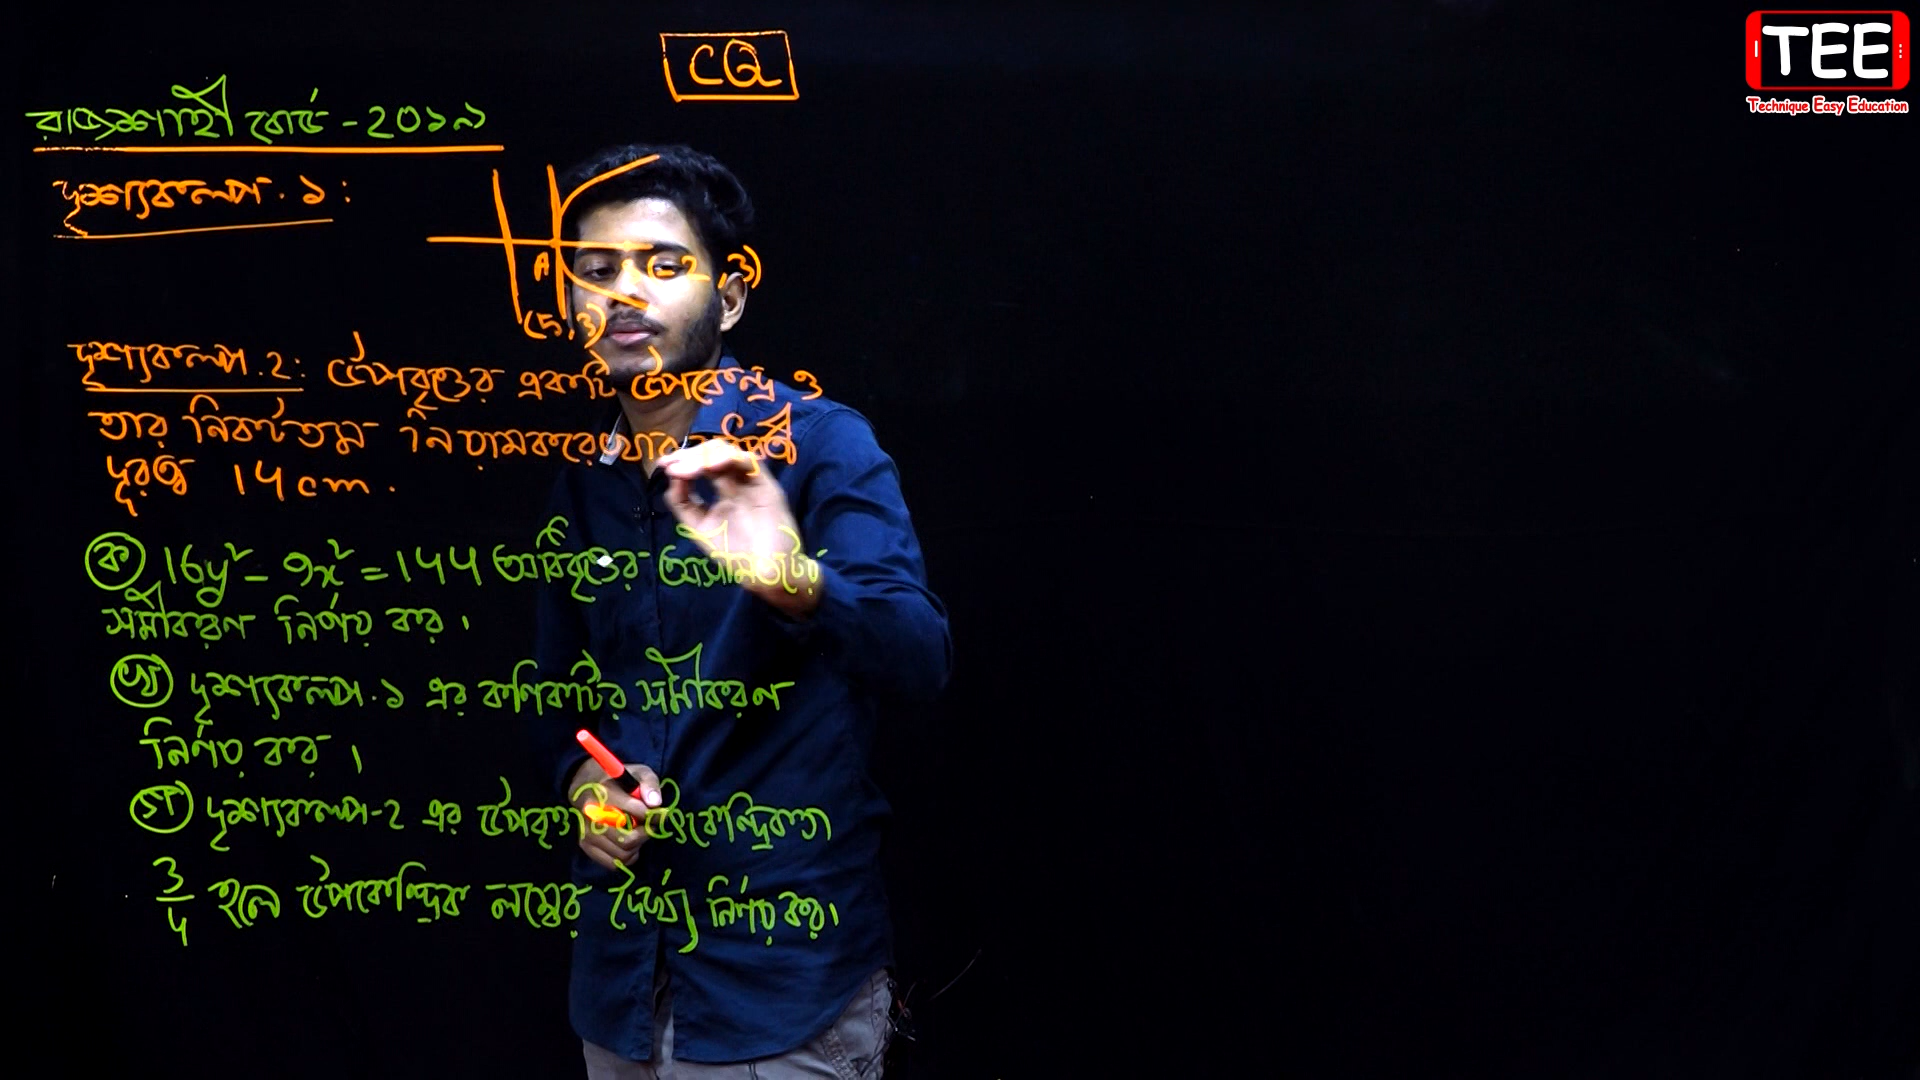 CQ
TEE
Technique Easy Education
রাজশাহী বোর্ড - 2০১৯
দৃশ্যকল্প. ১ :
A
(-2, 3)
(5, 3)
দৃশ্যকল্প. 2 : উপবৃত্তের একটি উপকেন্দ্র ও
তার নিকটতম নিয়ামকরেখার মধ্যবর্তী
দূরত্ব 14 cm .
ক 16y² - 9x² = 144 অধিবৃত্তের অসীমতটের
সমীকরণ নির্ণয় কর ।
খ দৃশ্যকল্প. ১ এর কণিকটির সমীকরণ
নির্ণয় কর ।
গ দৃশ্যকল্প-2 এর উপবৃত্তটির উৎকেন্দ্রিকতা
3/4 হলে উপকেন্দ্রিক লম্বের দৈর্ঘ্য নির্ণয় কর।